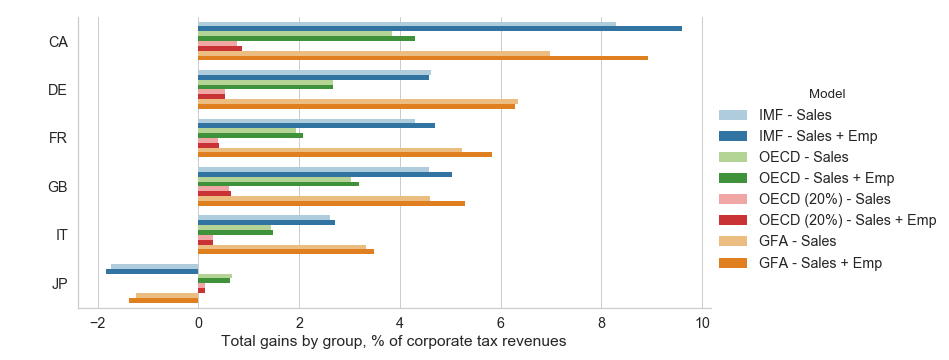 CA
DE
FR
GB
IT
JP
−2 0 2 4 6 8 10
Total gains by group, % of corporate tax revenues
Model
IMF - Sales
IMF - Sales + Emp
OECD - Sales
OECD - Sales + Emp
OECD (20%) - Sales
OECD (20%) - Sales + Emp
GFA - Sales
GFA - Sales + Emp